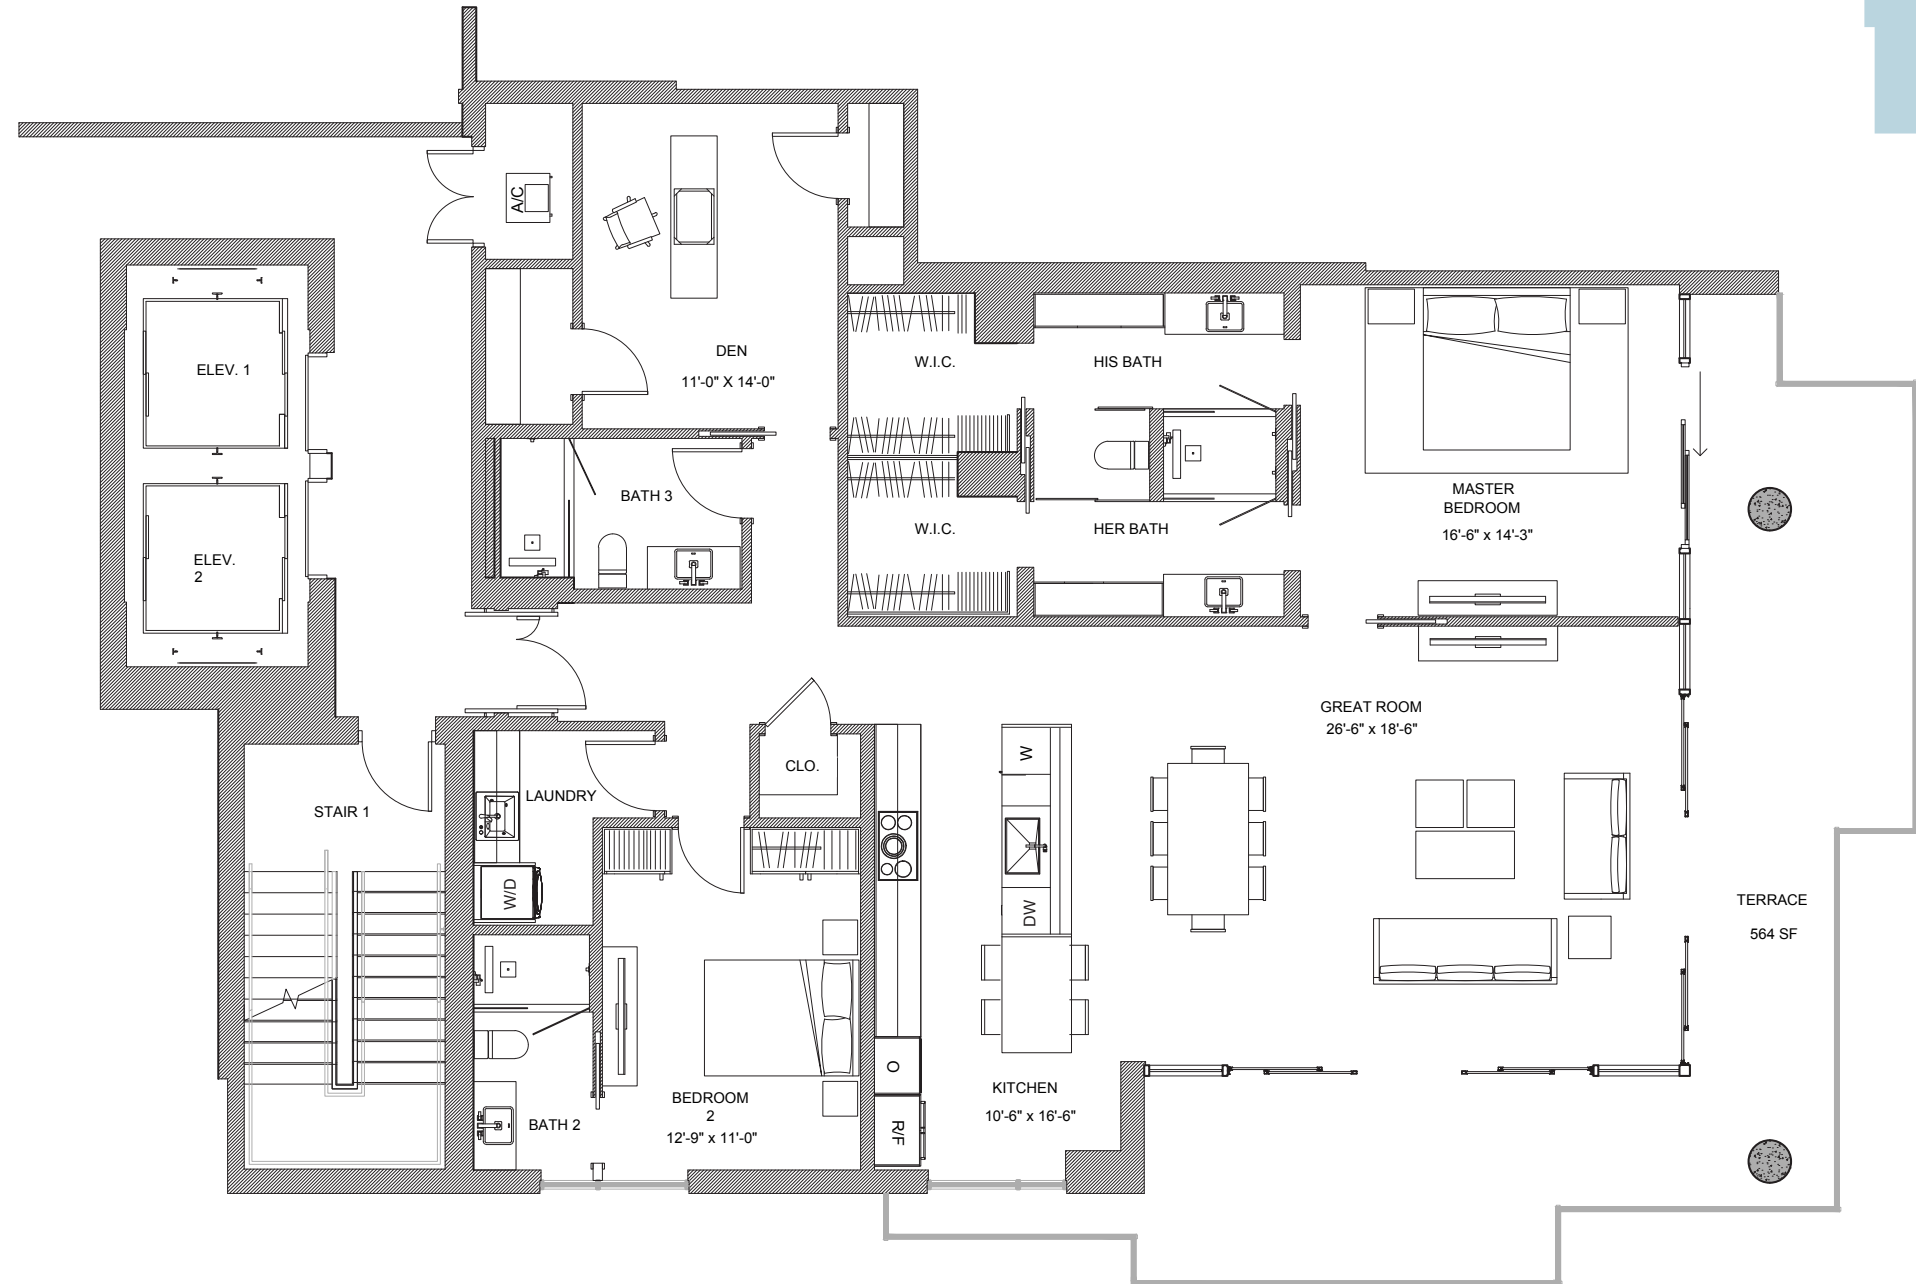 A/C
DEN
11'-0" X 14'-0"
ELEV. 1
W.I.C.
HIS BATH
BATH 3
MASTER
BEDROOM
16'-6" x 14'-3"
W.I.C.
HER BATH
ELEV.
2
GREAT ROOM
26'-6" x 18'-6"
W
CLO.
LAUNDRY
STAIR 1
W/D
DW
TERRACE
564 SF
O
KITCHEN
10'-6" x 16'-6"
BEDROOM
2
12'-9" x 11'-0"
BATH 2
R/F